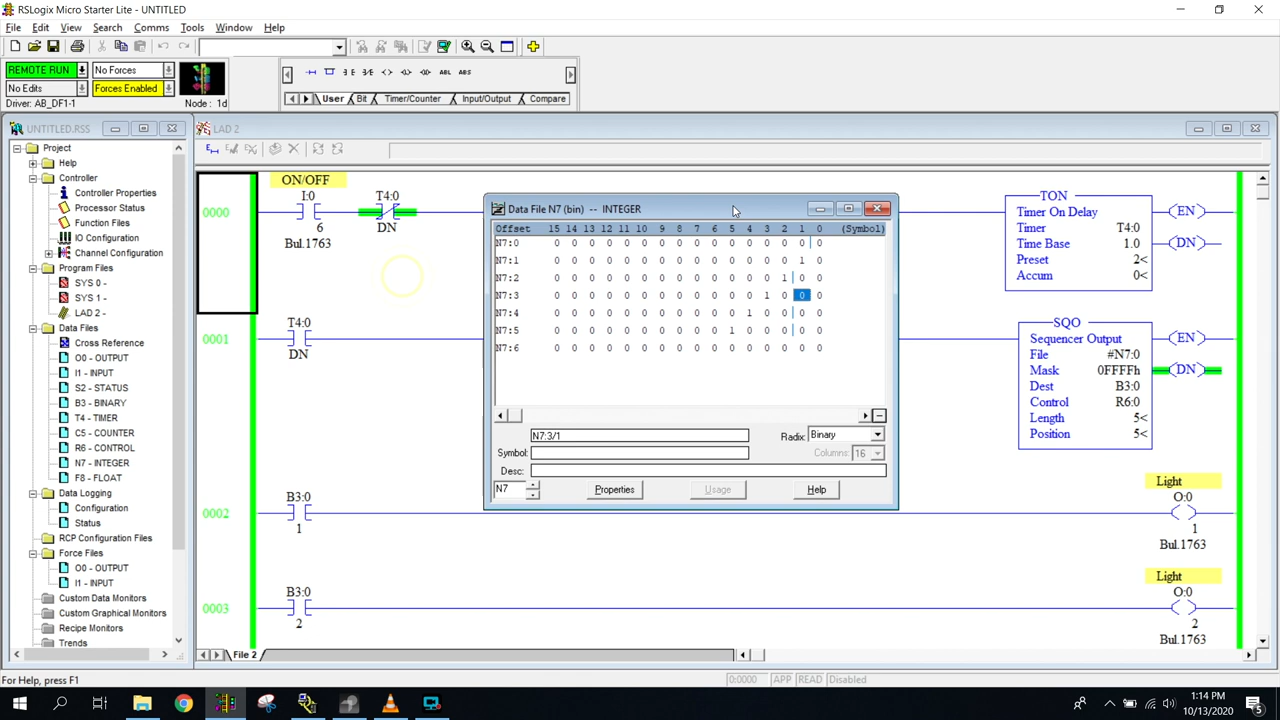 RSLogix Micro Starter Lite - UNTITLED
File Edit View Search Comms Tools Window Help
REMOTE RUN No Forces
No Edits Forces Enabled
Driver: AB_DF1-1 Node : 1d
ABL ABS
User Bit Timer/Counter Input/Output Compare
UNTITLED.RSS
Project
Help
Controller
Controller Properties
Processor Status
Function Files
IO Configuration
Channel Configuration
Program Files
SYS 0 -
SYS 1 -
LAD 2 -
Data Files
Cross Reference
O0 - OUTPUT
I1 - INPUT
S2 - STATUS
B3 - BINARY
T4 - TIMER
C5 - COUNTER
R6 - CONTROL
N7 - INTEGER
F8 - FLOAT
Data Logging
Configuration
Status
RCP Configuration Files
Force Files
O0 - OUTPUT
I1 - INPUT
Custom Data Monitors
Custom Graphical Monitors
Recipe Monitors
Trends
LAD 2
0000
ON/OFF
I:0
6
Bul.1763
T4:0
DN
TON
Timer On Delay
Timer T4:0
Time Base 1.0
Preset 2<
Accum 0<
EN
DN
0001
T4:0
DN
SQO
Sequencer Output
File #N7:0
Mask 0FFFFh
Dest B3:0
Control R6:0
Length 5<
Position 5<
EN
DN
0002
B3:0
1
Light
O:0
1
Bul.1763
0003
B3:0
2
Light
O:0
2
Bul.1763
File 2
Data File N7 (bin) -- INTEGER
Offset 15 14 13 12 11 10 9 8 7 6 5 4 3 2 1 0 (Symbol)
N7:0 0 0 0 0 0 0 0 0 0 0 0 0 0 0 0 0
N7:1 0 0 0 0 0 0 0 0 0 0 0 0 0 0 1 0
N7:2 0 0 0 0 0 0 0 0 0 0 0 0 0 1 0 0
N7:3 0 0 0 0 0 0 0 0 0 0 0 0 1 0 0 0
N7:4 0 0 0 0 0 0 0 0 0 0 0 1 0 0 0 0
N7:5 0 0 0 0 0 0 0 0 0 0 1 0 0 0 0 0
N7:6 0 0 0 0 0 0 0 0 0 0 0 0 0 0 0 0
N7:3/1 Radix: Binary
Symbol: Columns: 16
Desc:
N7 Properties Usage Help
For Help, press F1 0:0000 APP READ Disabled
1:14 PM
10/13/2020
5